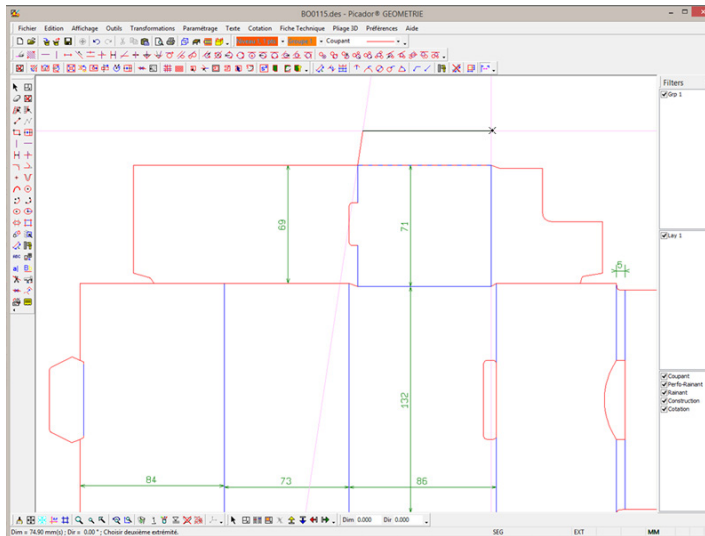 BO0115.des - Picador® GEOMETRIE
Fichier Edition Affichage Outils Transformations Paramétrage Texte Cotation Fiche Technique Pliage 3D Préférences Aide
Coupant
Filters
Grp 1
69
71
Lay 1
5
132
Coupant
Perfo-Rainant
Rainant
Construction
Cotation
84
73
86
Dim 0.000 Dir 0.000
Dim = 74.90 mm(s) ; Dir = 0.00 ° ; Choisir deuxième extrémité.
SEG EXT MM